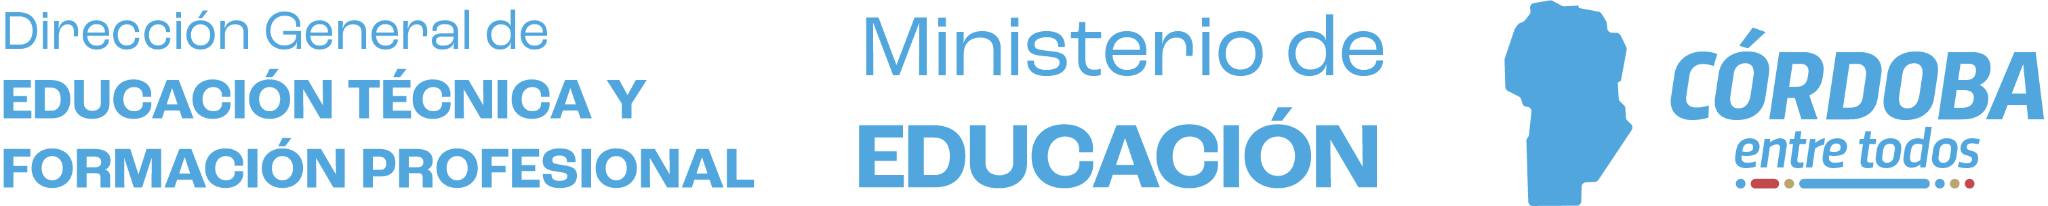 Dirección General de
EDUCACIÓN TÉCNICA Y
FORMACIÓN PROFESIONAL
Ministerio de
EDUCACIÓN
CÓRDOBA
entre todos